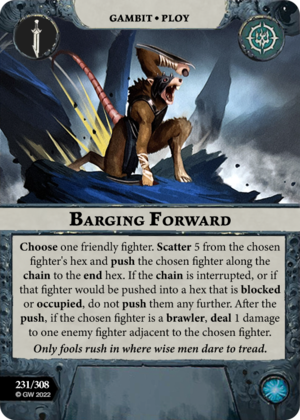 GAMBIT • PLOY
BARGING FORWARD
Choose one friendly fighter. Scatter 5 from the chosen
fighter's hex and push the chosen fighter along the
chain to the end hex. If the chain is interrupted, or if
that fighter would be pushed into a hex that is blocked
or occupied, do not push them any further. After the
push, if the chosen fighter is a brawler, deal 1 damage
to one enemy fighter adjacent to the chosen fighter.
Only fools rush in where wise men dare to tread.
231/308
© GW 2022